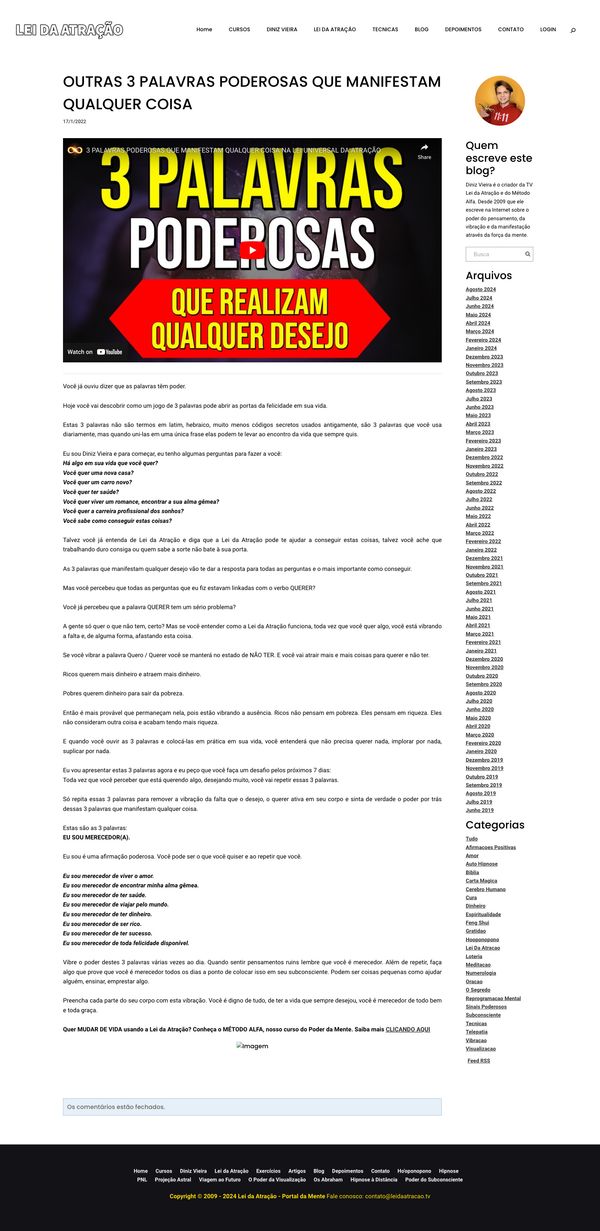 LEI DA ATRAÇÃO
Home CURSOS DINIZ VIEIRA LEI DA ATRAÇÃO TECNICAS BLOG DEPOIMENTOS CONTATO LOGIN
OUTRAS 3 PALAVRAS PODEROSAS QUE MANIFESTAM
QUALQUER COISA
17/1/2022
3 PALAVRAS PODEROSAS QUE MANIFESTAM QUALQUER COISA NA LEI UNIVERSAL DA ATRAÇÃO
Share
3 PALAVRAS
PODEROSAS
QUE REALIZAM
QUALQUER DESEJO
Watch on YouTube
Você já ouviu dizer que as palavras têm poder.
Hoje você vai descobrir como um jogo de 3 palavras pode abrir as portas da felicidade em sua vida.
Estas 3 palavras não são termos em latim, hebraico, muito menos códigos secretos usados antigamente, são 3 palavras que você usa
diariamente, mas quando uni-las em uma única frase elas podem te levar ao encontro da vida que sempre quis.
Eu sou Diniz Vieira e para começar, eu tenho algumas perguntas para fazer a você:
Há algo em sua vida que você quer?
Você quer uma nova casa?
Você quer um carro novo?
Você quer ter saúde?
Você quer viver um romance, encontrar a sua alma gêmea?
Você quer a carreira profissional dos sonhos?
Você sabe como conseguir estas coisas?
Talvez você já entenda de Lei da Atração e diga que a Lei da Atração pode te ajudar a conseguir estas coisas, talvez você ache que
trabalhando duro consiga ou quem sabe a sorte não bate à sua porta.
As 3 palavras que manifestam qualquer desejo vão te dar a resposta para todas as perguntas e o mais importante como conseguir.
Mas você percebeu que todas as perguntas que eu fiz estavam linkadas com o verbo QUERER?
Você já percebeu que a palavra QUERER tem um sério problema?
A gente só quer o que não tem, certo? Mas se você entender como a Lei da Atração funciona, toda vez que você quer algo, você está vibrando
a falta e, de alguma forma, afastando esta coisa.
Se você vibrar a palavra Quero / Querer você se manterá no estado de NÃO TER. E você vai atrair mais e mais coisas para querer e não ter.
Ricos querem mais dinheiro e atraem mais dinheiro.
Pobres querem dinheiro para sair da pobreza.
Então é mais provável que permaneçam nela, pois estão vibrando a ausência. Ricos não pensam em pobreza. Eles pensam em riqueza. Eles
não consideram outra coisa e acabam tendo mais riqueza.
E quando você ouvir as 3 palavras e colocá-las em prática em sua vida, você entenderá que não precisa querer nada, implorar por nada,
suplicar por nada.
Eu vou apresentar estas 3 palavras agora e eu peço que você faça um desafio pelos próximos 7 dias:
Toda vez que você perceber que está querendo algo, desejando muito, você vai repetir essas 3 palavras.
Só repita essas 3 palavras para remover a vibração da falta que o desejo, o querer ativa em seu corpo e sinta de verdade o poder por trás
dessas 3 palavras que manifestam qualquer coisa.
Estas são as 3 palavras:
EU SOU MERECEDOR(A).
Eu sou é uma afirmação poderosa. Você pode ser o que você quiser e ao repetir que você.
Eu sou merecedor de viver o amor.
Eu sou merecedor de encontrar minha alma gêmea.
Eu sou merecedor de ter saúde.
Eu sou merecedor de viajar pelo mundo.
Eu sou merecedor de ter dinheiro.
Eu sou merecedor de ser rico.
Eu sou merecedor de ter sucesso.
Eu sou merecedor de toda felicidade disponível.
Vibre o poder destes 3 palavras várias vezes ao dia. Quando sentir pensamentos ruins lembre que você é merecedor. Além de repetir, faça
algo que prove que você é merecedor todos os dias a ponto de colocar isso em seu subconsciente. Podem ser coisas pequenas como ajudar
alguém, ensinar, emprestar algo.
Preencha cada parte do seu corpo com esta vibração. Você é digno de tudo, de ter a vida que sempre desejou, você é merecedor de todo bem
e toda graça.
Quer MUDAR DE VIDA usando a Lei da Atração? Conheça o MÉTODO ALFA, nosso curso do Poder da Mente. Saiba mais CLICANDO AQUI
Imagem
Os comentários estão fechados.
11:11
Quem
escreve este
blog?
Diniz Vieira é o criador da TV
Lei da Atração e do Método
Alfa. Desde 2009 que ele
escreve na Internet sobre o
poder do pensamento, da
vibração e da manifestação
através da força da mente.
Busca
Arquivos
Agosto 2024
Julho 2024
Junho 2024
Maio 2024
Abril 2024
Março 2024
Fevereiro 2024
Janeiro 2024
Dezembro 2023
Novembro 2023
Outubro 2023
Setembro 2023
Agosto 2023
Julho 2023
Junho 2023
Maio 2023
Abril 2023
Março 2023
Fevereiro 2023
Janeiro 2023
Dezembro 2022
Novembro 2022
Outubro 2022
Setembro 2022
Agosto 2022
Julho 2022
Junho 2022
Maio 2022
Abril 2022
Março 2022
Fevereiro 2022
Janeiro 2022
Dezembro 2021
Novembro 2021
Outubro 2021
Setembro 2021
Agosto 2021
Julho 2021
Junho 2021
Maio 2021
Abril 2021
Março 2021
Fevereiro 2021
Janeiro 2021
Dezembro 2020
Novembro 2020
Outubro 2020
Setembro 2020
Agosto 2020
Julho 2020
Junho 2020
Maio 2020
Abril 2020
Março 2020
Fevereiro 2020
Janeiro 2020
Dezembro 2019
Novembro 2019
Outubro 2019
Setembro 2019
Agosto 2019
Julho 2019
Junho 2019
Categorias
Tudo
Afirmacoes Positivas
Amor
Auto Hipnose
Biblia
Carta Magica
Cerebro Humano
Cura
Dinheiro
Espiritualidade
Feng Shui
Gratidao
Hooponopono
Lei Da Atracao
Loteria
Meditacao
Numerologia
Oracao
O Segredo
Reprogramacao Mental
Sinais Poderosos
Subconsciente
Tecnicas
Telepatia
Vibracao
Visualizacao
Feed RSS
Home Cursos Diniz Vieira Lei da Atração Exercícios Artigos Blog Depoimentos Contato Ho'oponopono Hipnose
PNL Projeção Astral Viagem ao Futuro O Poder da Visualização Os Abraham Hipnose à Distância Poder do Subconsciente
Copyright © 2009 - 2024 Lei da Atração - Portal da Mente Fale conosco: contato@leidaatracao.tv